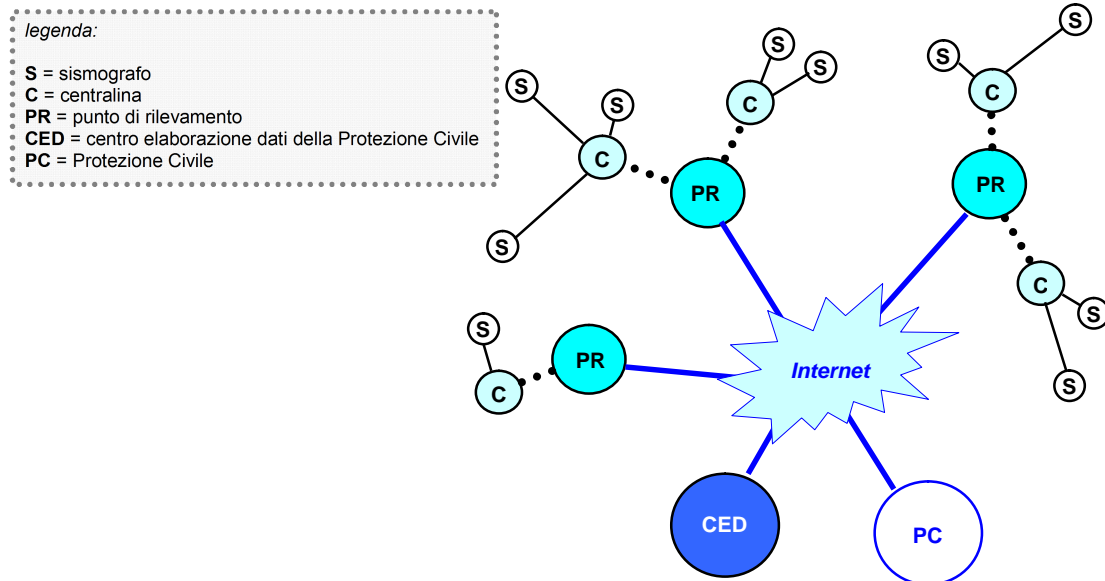 legenda:
S = sismografo
C = centralina
PR = punto di rilevamento
CED = centro elaborazione dati della Protezione Civile
PC = Protezione Civile
S
S
S
S
S
S
C
C
S
C
S
PR
PR
S
C
S
S
PR
Internet
C
S
CED
PC